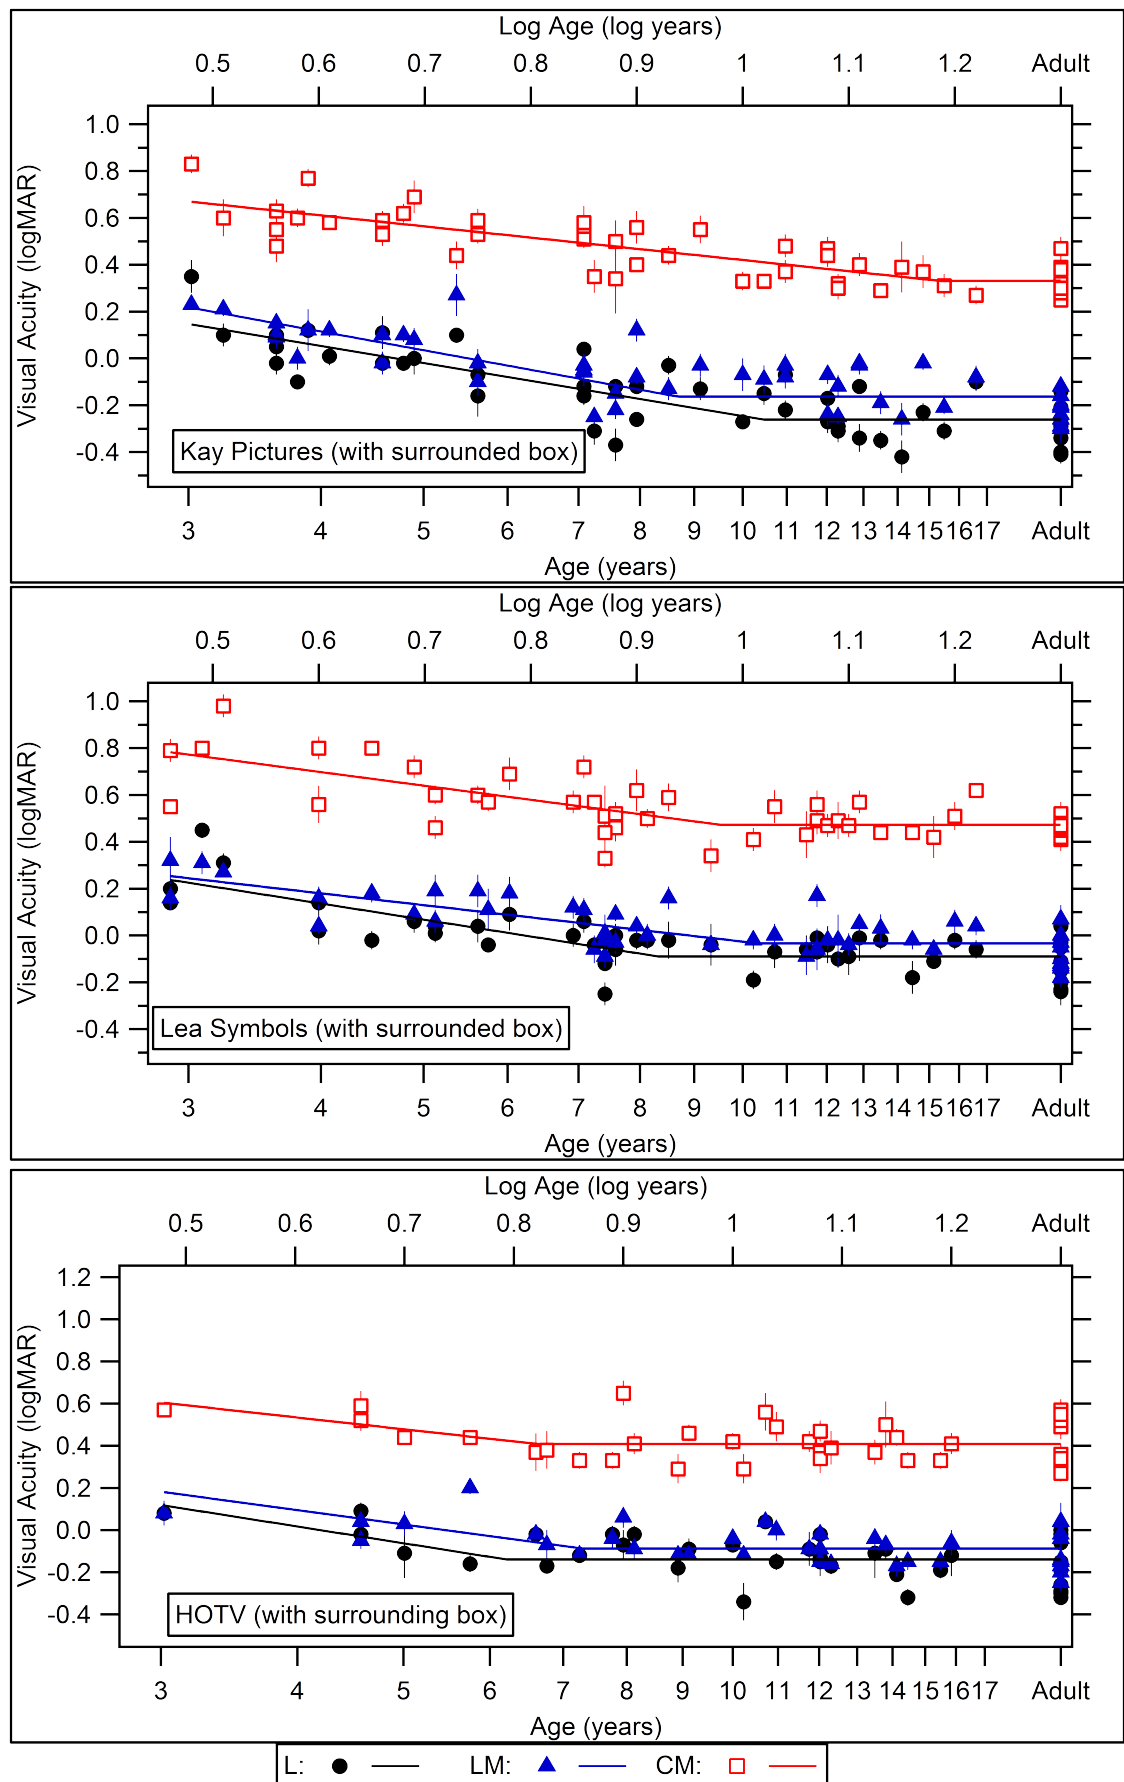 Log Age (log years)
0.5 0.6 0.7 0.8 0.9 1 1.1 1.2 Adult
1.0
0.8
0.6
0.4
0.2
0.0
-0.2
-0.4
Visual Acuity (logMAR)
Kay Pictures (with surrounded box)
3 4 5 6 7 8 9 10 11 12 13 14 15 16 17 Adult
Age (years)
Log Age (log years)
0.5 0.6 0.7 0.8 0.9 1 1.1 1.2 Adult
1.0
0.8
0.6
0.4
0.2
0.0
-0.2
-0.4
Visual Acuity (logMAR)
Lea Symbols (with surrounded box)
3 4 5 6 7 8 9 10 11 12 13 14 15 16 17 Adult
Age (years)
Log Age (log years)
0.5 0.6 0.7 0.8 0.9 1 1.1 1.2 Adult
1.2
1.0
0.8
0.6
0.4
0.2
0.0
-0.2
-0.4
Visual Acuity (logMAR)
HOTV (with surrounding box)
3 4 5 6 7 8 9 10 11 12 13 14 15 16 17 Adult
Age (years)
L: LM: CM: